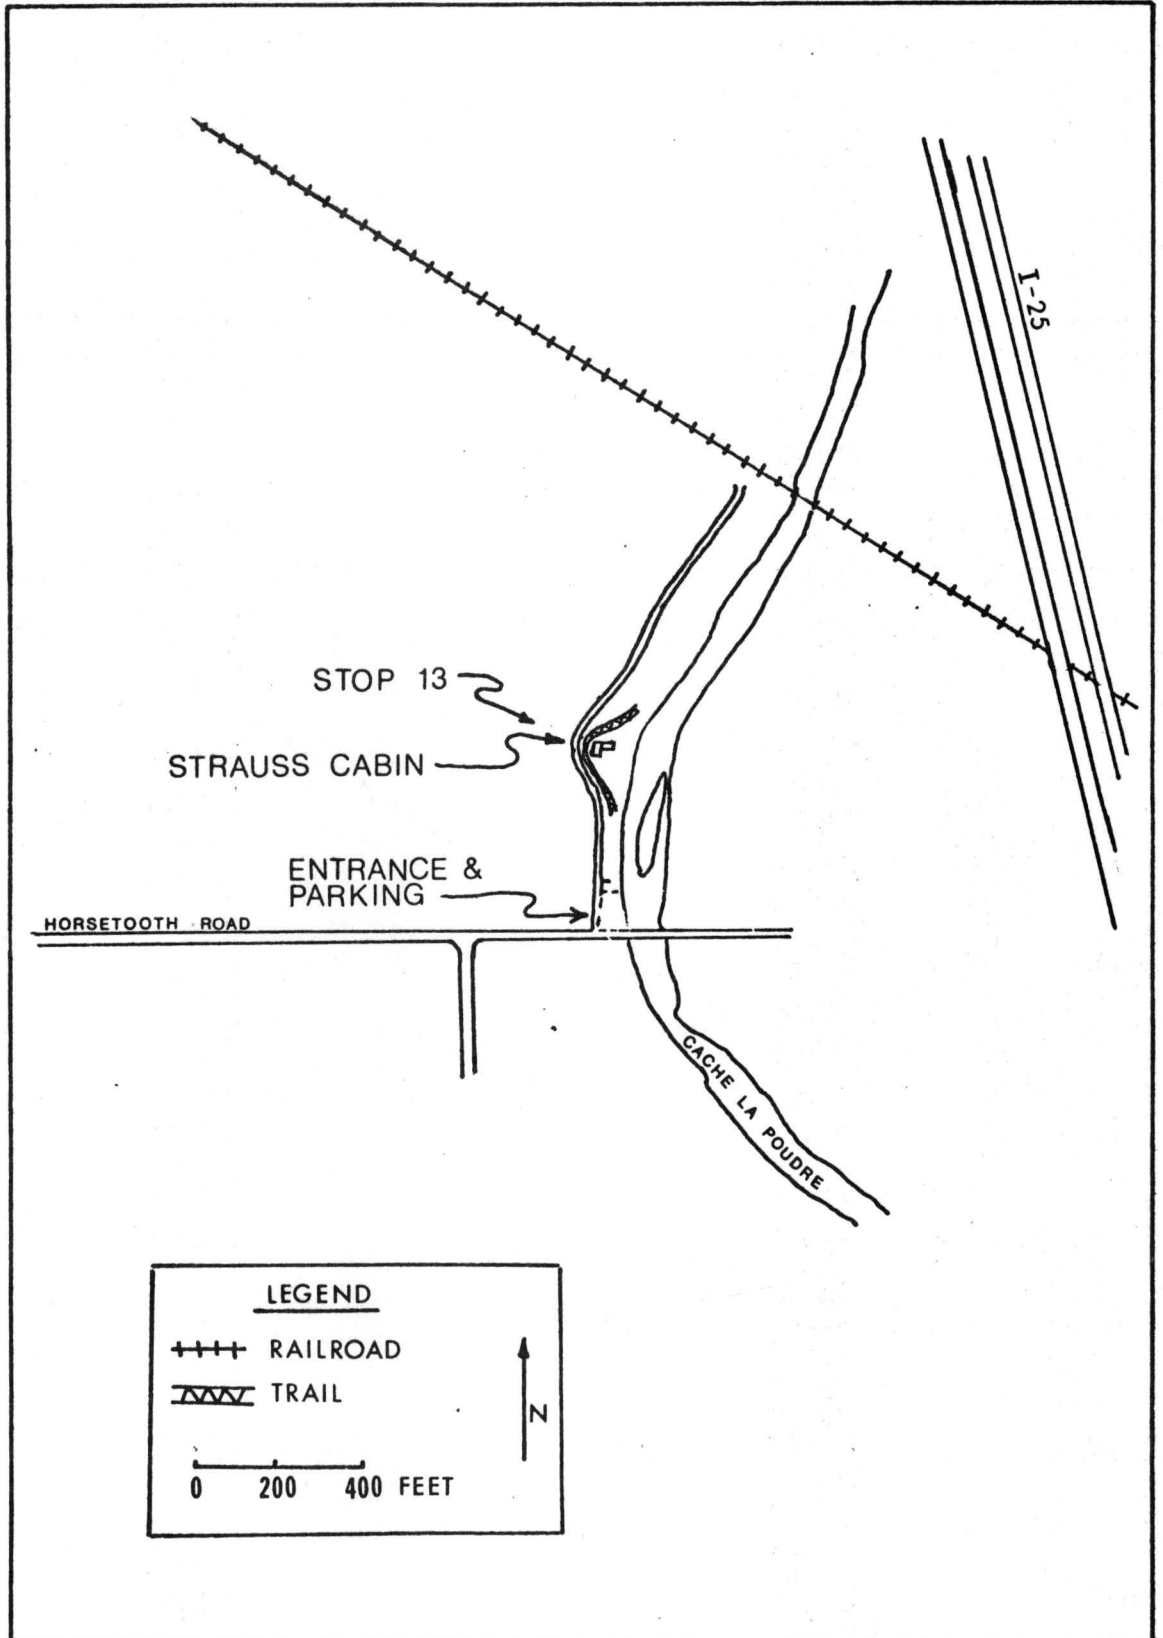 I-25
STOP 13
STRAUSS CABIN
ENTRANCE &
PARKING
HORSETOOTH ROAD
CACHE LA POUDRE
LEGEND
RAILROAD
TRAIL
N
0 200 400 FEET